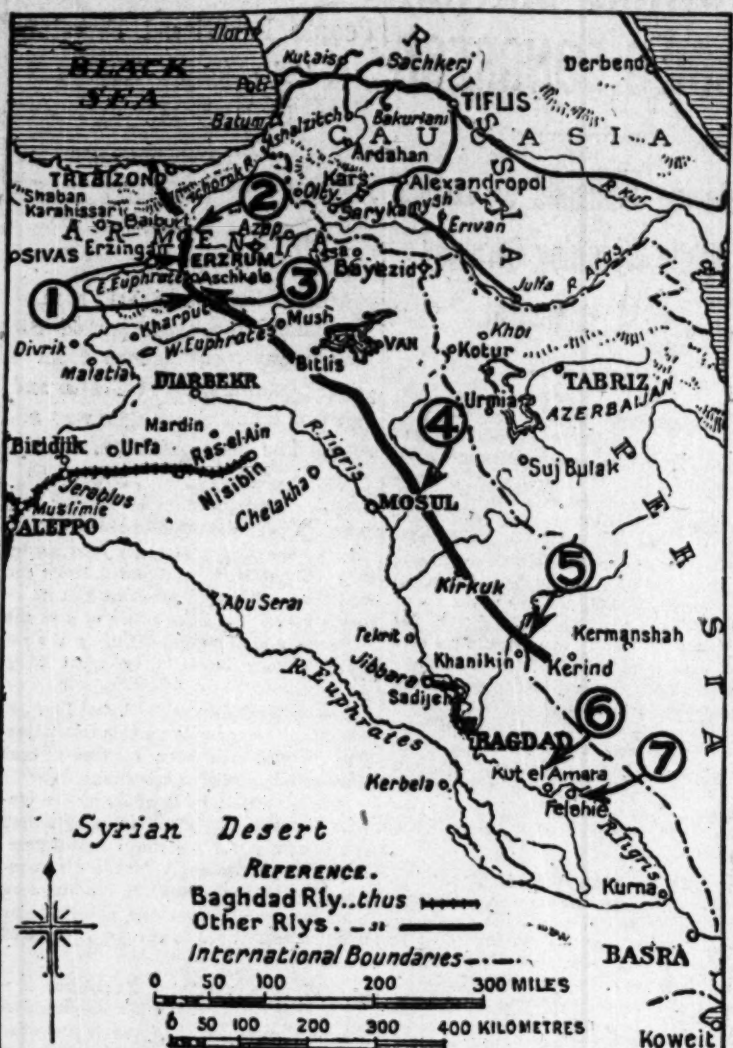 BLACK
SEA
RUSSIA
Kutais
Sachkeri
Poti
Batum
Bakuriani
TIFLIS
CAUCASIA
Ardahan
R. Kur
TREBIZOND
Tchorok R.
Shaban
Karahissar
Baiburt
②
Olty
Kars
Alexandropol
Sarykamysh
Erivan
ARMENIA
SIVAS
Erzingan
ERZRUM
Bayezid
Julfa
R. Aras
E. Euphrates
Aschkala
①
③
Kharput
Mush
Divrik
W. Euphrates
VAN
Khoi
Kotur
Malatia
Bitlis
TABRIZ
DIARBEKR
Urmia
AZERBAIJAN
Mardin
④
PERSIA
Biridjik
Urfa
Ras-el-Ain
R. Tigris
Suj Bulak
Jerablus
Nisibin
Chelakha
MOSUL
Muslimie
ALEPPO
⑤
Kirkuk
Abu Serai
Tekrit
Kermanshah
Khanikin
Kerind
Jibbara
Sadijeh
R. Euphrates
⑥
BAGDAD
⑦
Kut el Amara
Kerbela
Felahie
R. Tigris
Syrian Desert
REFERENCE.
Baghdad Rly..thus
Other Rlys. _ „
International Boundaries
Kurna
BASRA
0 50 100 200 300 MILES
0 50 100 200 300 400 KILOMETRES
Koweit